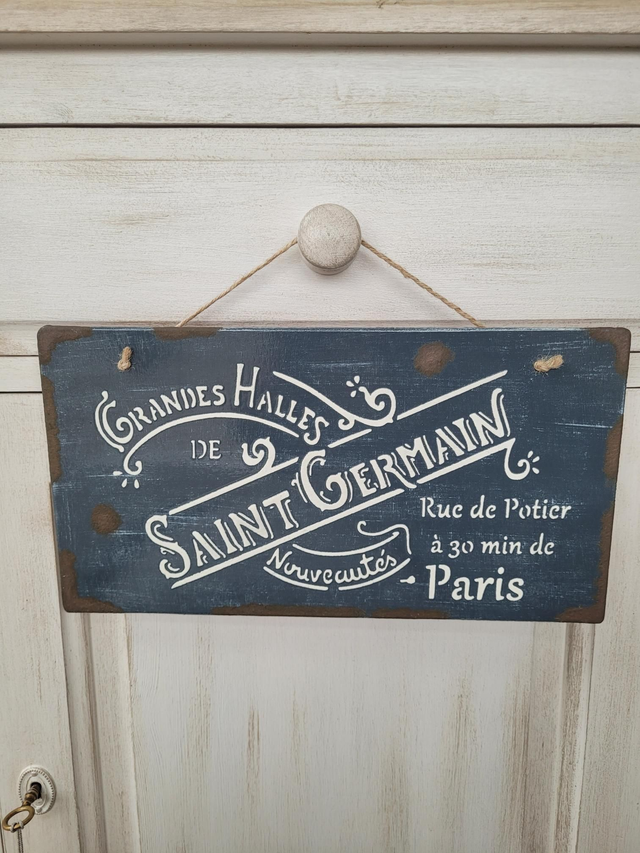 GRANDES HALLES
DE
SAINT GERMAIN
Nouveautés
Rue de Potier
à 30 min de
Paris